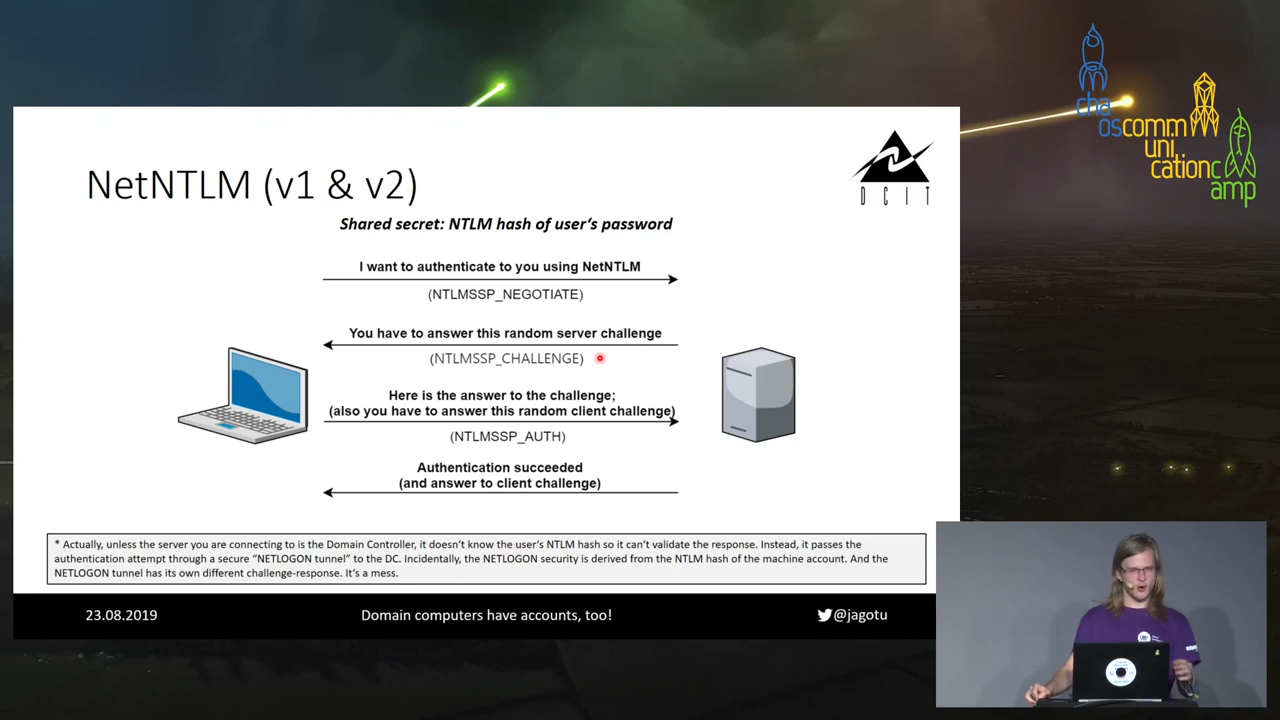 cha
oscomm
uni
cationc
amp
NetNTLM (v1 & v2)
DCIT
Shared secret: NTLM hash of user‘s password
I want to authenticate to you using NetNTLM
(NTLMSSP_NEGOTIATE)
You have to answer this random server challenge
(NTLMSSP_CHALLENGE)
Here is the answer to the challenge;
(also you have to answer this random client challenge)
(NTLMSSP_AUTH)
Authentication succeeded
(and answer to client challenge)
* Actually, unless the server you are connecting to is the Domain Controller, it doesn‘t know the user‘s NTLM hash so it can‘t validate the response. Instead, it passes the
authentication attempt through a secure “NETLOGON tunnel” to the DC. Incidentally, the NETLOGON security is derived from the NTLM hash of the machine account. And the
NETLOGON tunnel has its own different challenge-response. It‘s a mess.
23.08.2019
Domain computers have accounts, too!
@jagotu